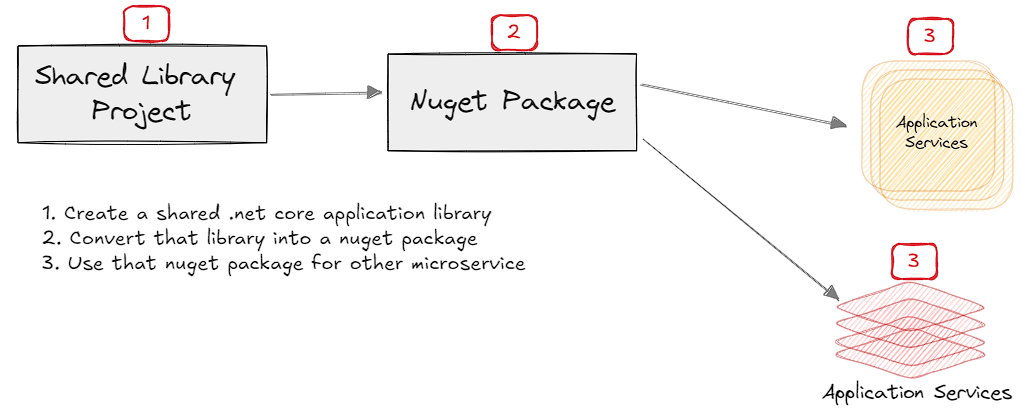 1
2
3
Shared Library
Project
Nuget Package
Application
Services
1. Create a shared .net core application library
2. Convert that library into a nuget package
3. Use that nuget package for other microservice
3
Application Services